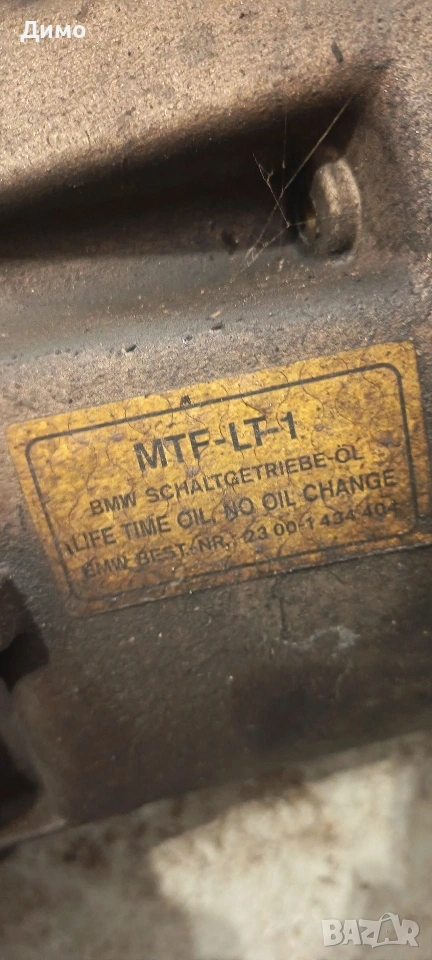 Димо
MTF-LT-1
BMW SCHALTGETRIEBE-ÖL
LIFE TIME OIL, NO OIL CHANGE
BMW BEST.-NR.: 23 00-1 434 404
BAZAR